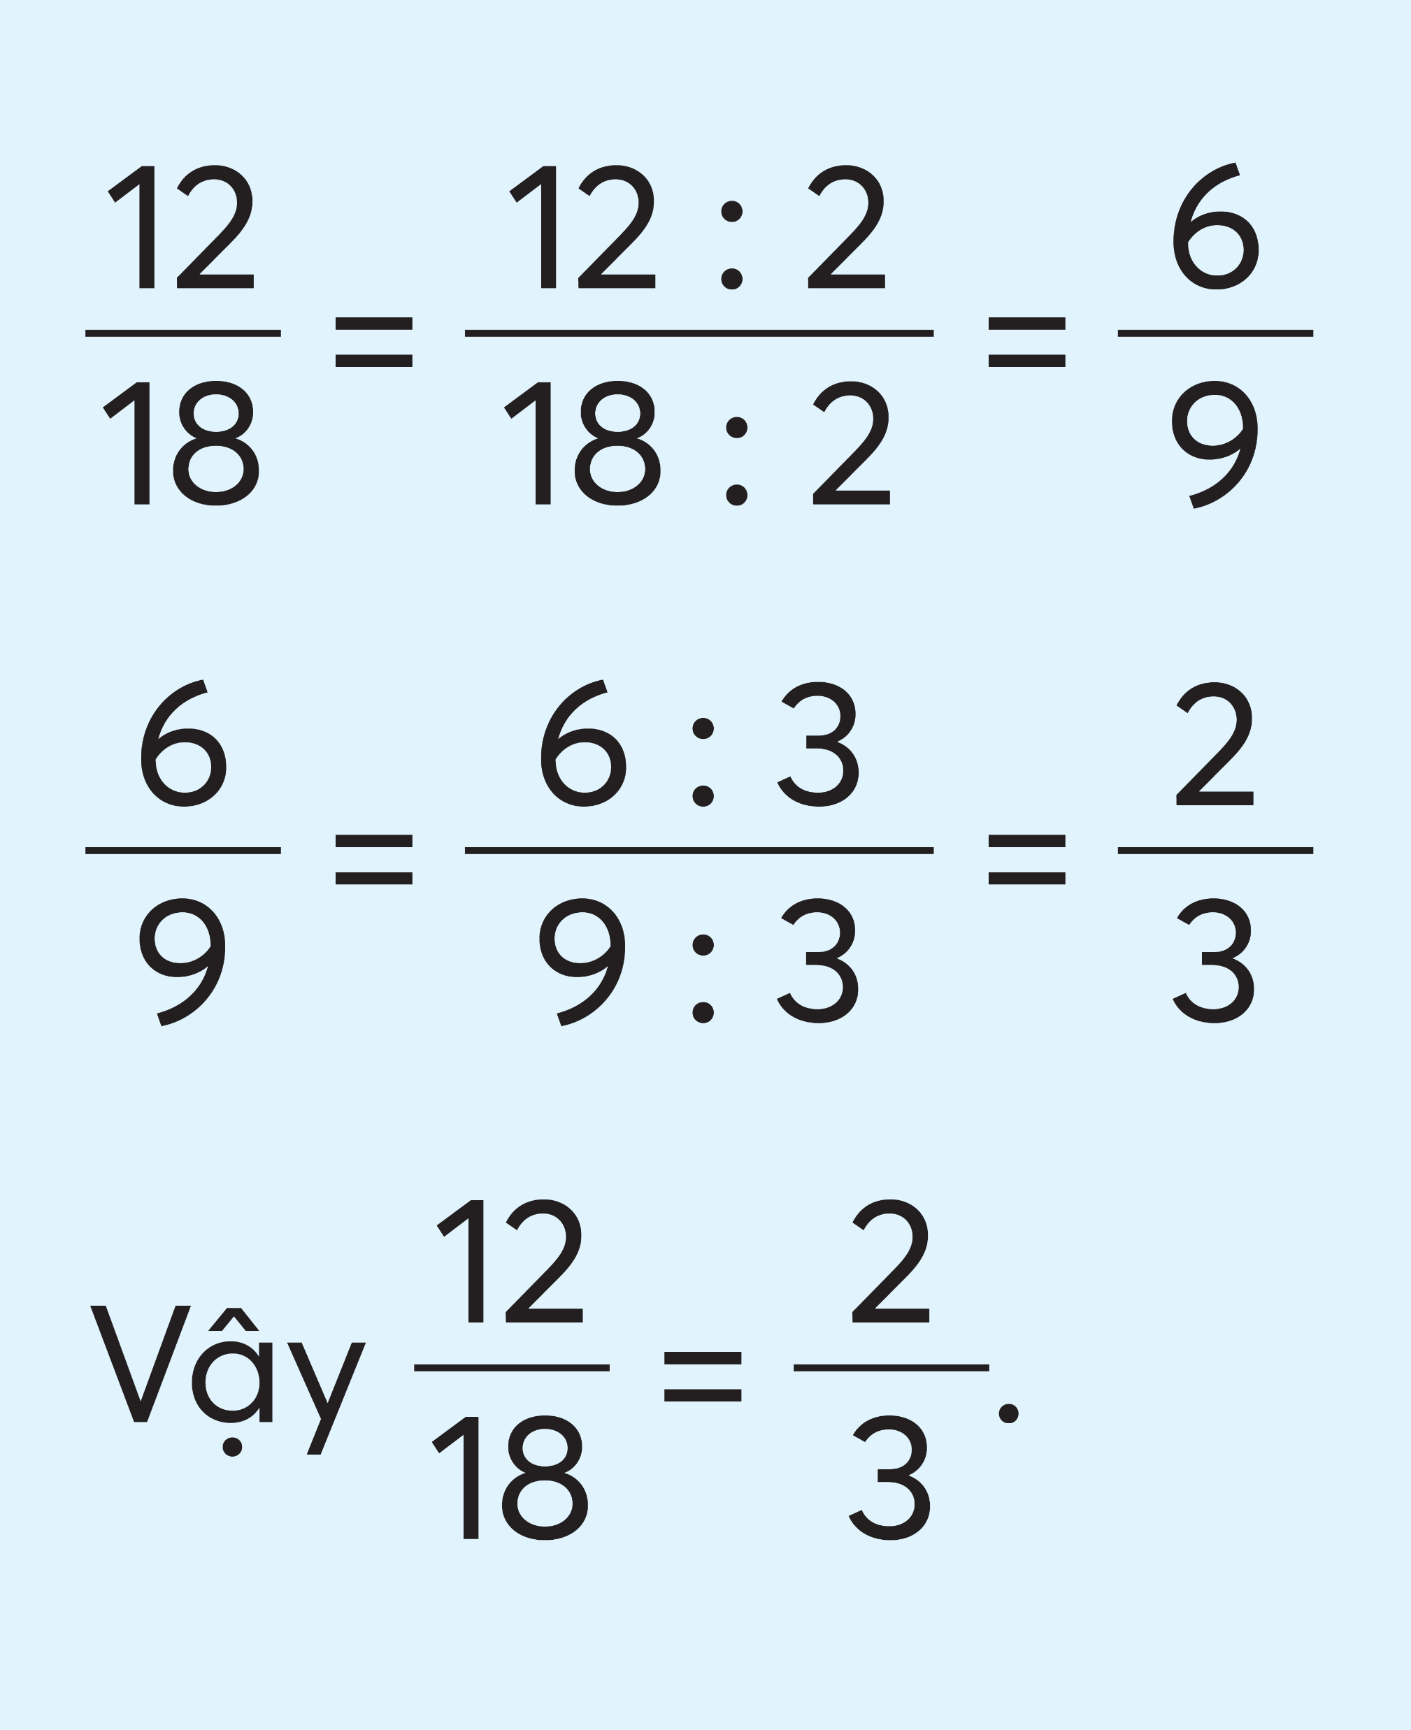 12/18 = 12 : 2/18 : 2 = 6/9
6/9 = 6 : 3/9 : 3 = 2/3
Vậy 12/18 = 2/3.